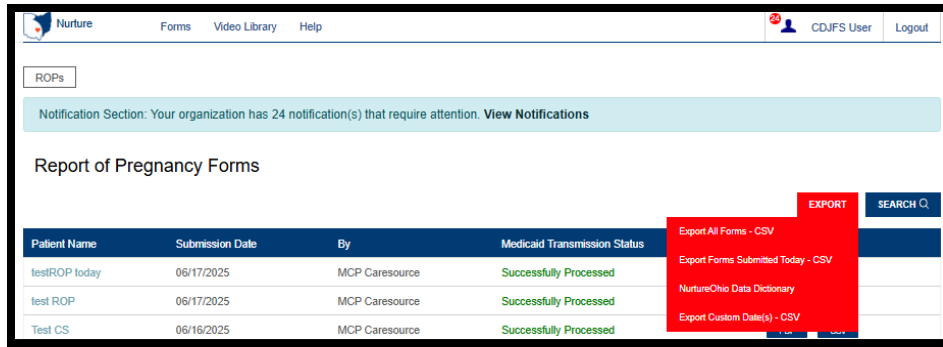 Nurture Forms Video Library Help 24 CDJFS User Logout
ROPs
Notification Section: Your organization has 24 notification(s) that require attention. View Notifications
Report of Pregnancy Forms
EXPORT SEARCH
Export All Forms - CSV
Export Forms Submitted Today - CSV
NurtureOhio Data Dictionary
Export Custom Date(s) - CSV
Patient Name Submission Date By Medicaid Transmission Status
testROP today 06/17/2025 MCP Caresource Successfully Processed
test ROP 06/17/2025 MCP Caresource Successfully Processed
Test CS 06/16/2025 MCP Caresource Successfully Processed